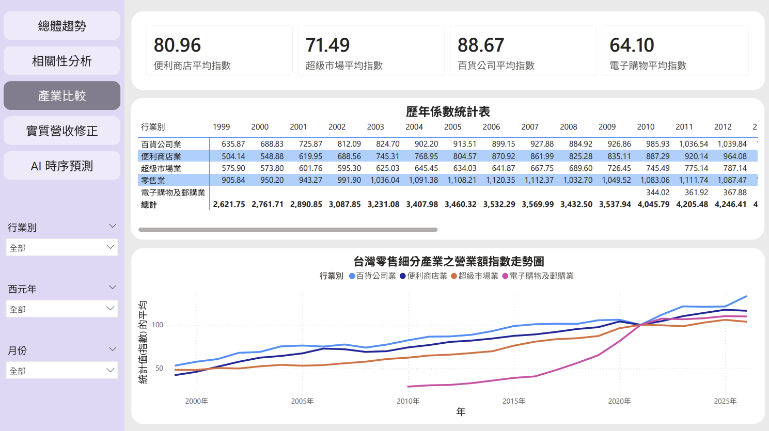 總體趨勢
相關性分析
產業比較
實質營收修正
AI 時序預測
行業別
全部
西元年
全部
月份
全部
80.96
便利商店平均指數
71.49
超級市場平均指數
88.67
百貨公司平均指數
64.10
電子購物平均指數
歷年係數統計表
行業別 1999 2000 2001 2002 2003 2004 2005 2006 2007 2008 2009 2010 2011 2012 2
百貨公司業 635.87 688.83 725.87 812.09 824.70 902.20 913.51 899.15 927.88 884.92 926.86 985.93 1,036.54 1,039.84
便利商店業 504.14 548.88 619.95 688.56 745.31 768.95 804.57 870.92 861.99 825.28 835.11 887.29 920.14 964.08
超級市場業 575.90 573.80 601.76 595.30 625.03 645.45 634.03 641.87 667.75 689.60 726.45 745.49 775.14 787.14
零售業 905.84 950.20 943.27 991.90 1,036.04 1,091.38 1,108.21 1,120.35 1,112.37 1,032.70 1,049.52 1,083.06 1,111.74 1,087.47
電子購物及郵購業 344.02 361.92 367.88
總計 2,621.75 2,761.71 2,890.85 3,087.85 3,231.08 3,407.98 3,460.32 3,532.29 3,569.99 3,432.50 3,537.94 4,045.79 4,205.48 4,246.41 4
台灣零售細分產業之營業額指數走勢圖
行業別 百貨公司業 便利商店業 超級市場業 電子購物及郵購業
統計值(指數) 的平均
100
50
2000年 2005年 2010年 2015年 2020年 2025年
年